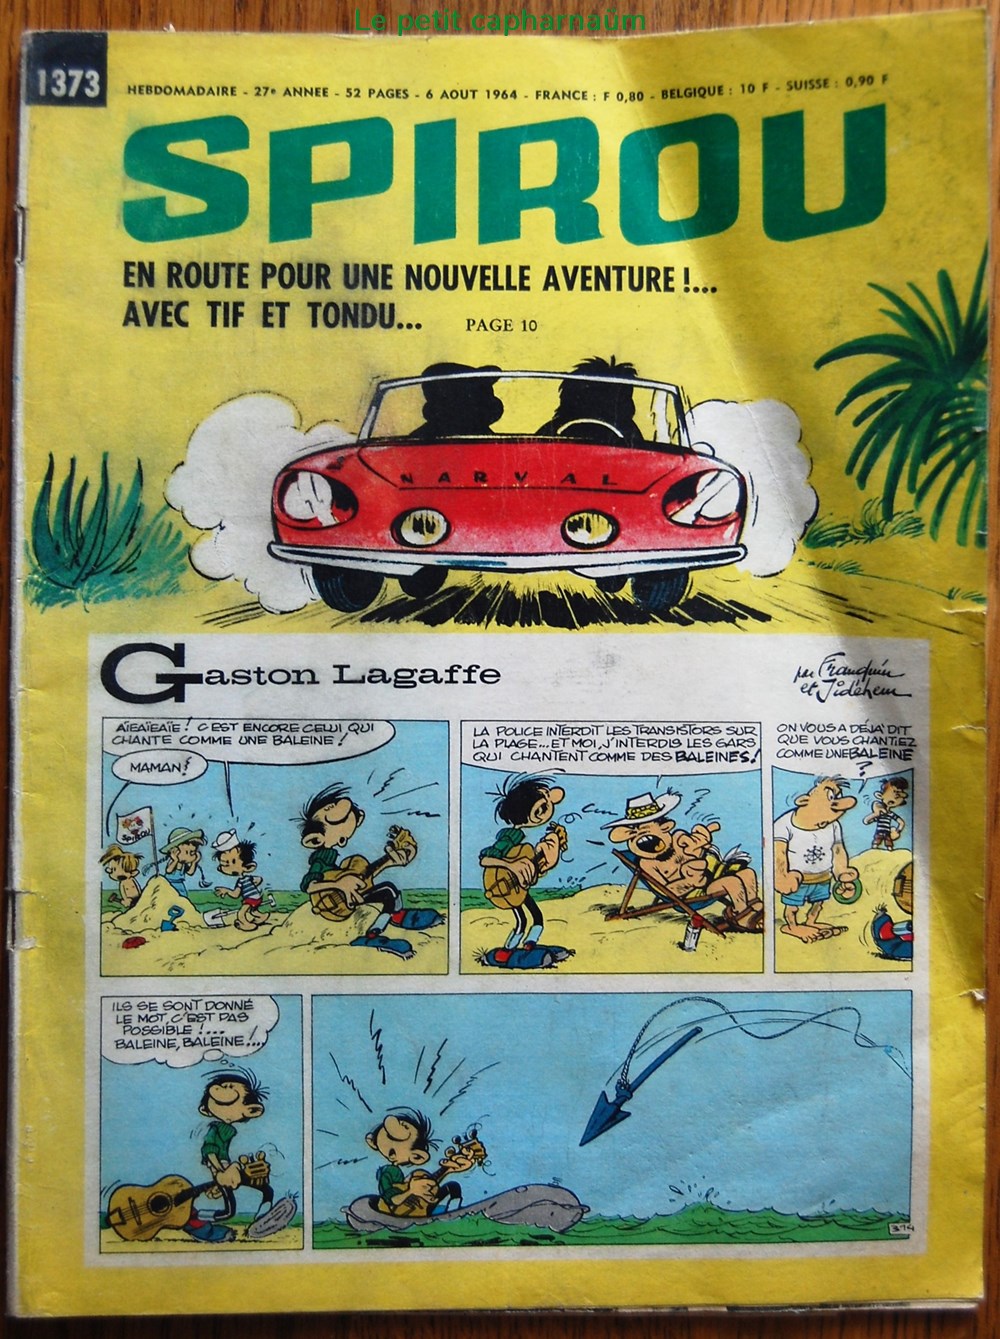 Le petit capharnaüm
1373
HEBDOMADAIRE - 27e ANNEE - 52 PAGES - 6 AOUT 1964 - FRANCE : F 0,80 - BELGIQUE : 10 F - SUISSE : 0,90 F
SPIROU
EN ROUTE POUR UNE NOUVELLE AVENTURE !...
AVEC TIF ET TONDU... PAGE 10
NARVAL
Gaston Lagaffe
par Franquin
et Jidéhem
AÏEAÏEAÏE ! C'EST ENCORE CELUI QUI
CHANTE COMME UNE BALEINE !
MAMAN !
SPIROU
LA POLICE INTERDIT LES TRANSISTORS SUR
LA PLAGE... ET MOI, J'INTERDIS LES GARS
QUI CHANTENT COMME DES BALEINES !
ON VOUS A DÉJA DIT
QUE VOUS CHANTIEZ
COMME UNE BALEINE
?
ILS SE SONT DONNÉ
LE MOT, C'EST PAS
POSSIBLE !...
BALEINE, BALEINE !...
314